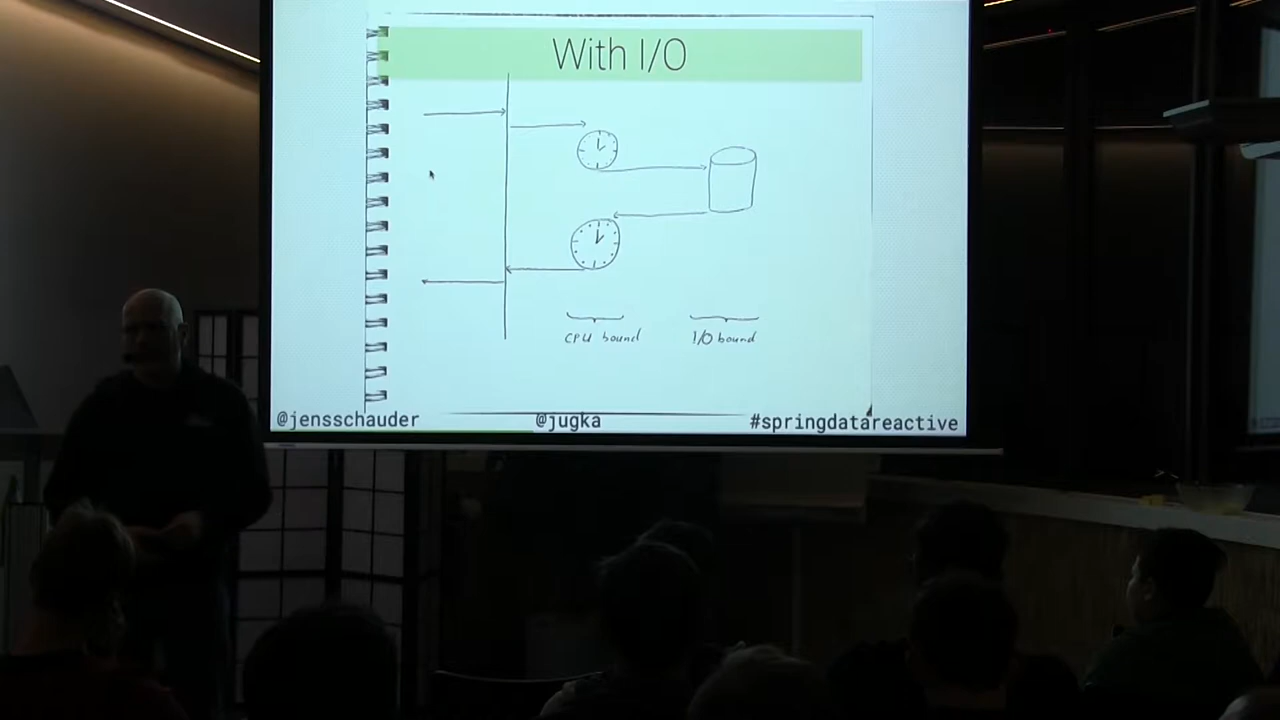 With I/O
CPU bound
I/O bound
@jensschauder
@jugka
#springdatareactive